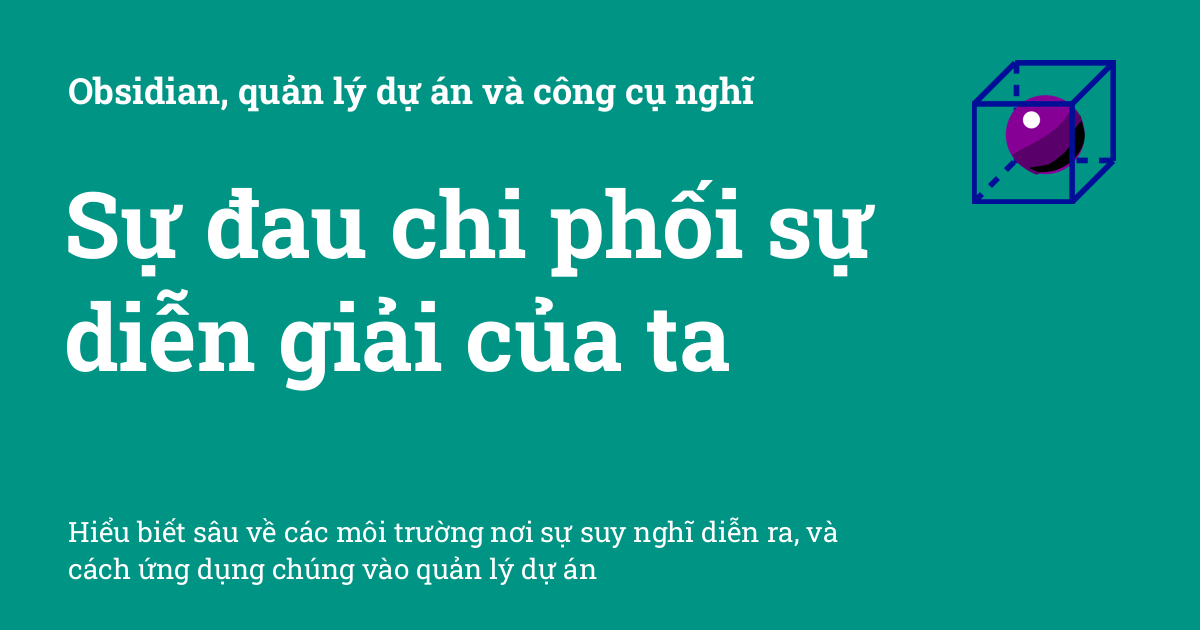 Obsidian, quản lý dự án và công cụ nghĩ
Sự đau chi phối sự
diễn giải của ta
Hiểu biết sâu về các môi trường nơi sự suy nghĩ diễn ra, và
cách ứng dụng chúng vào quản lý dự án